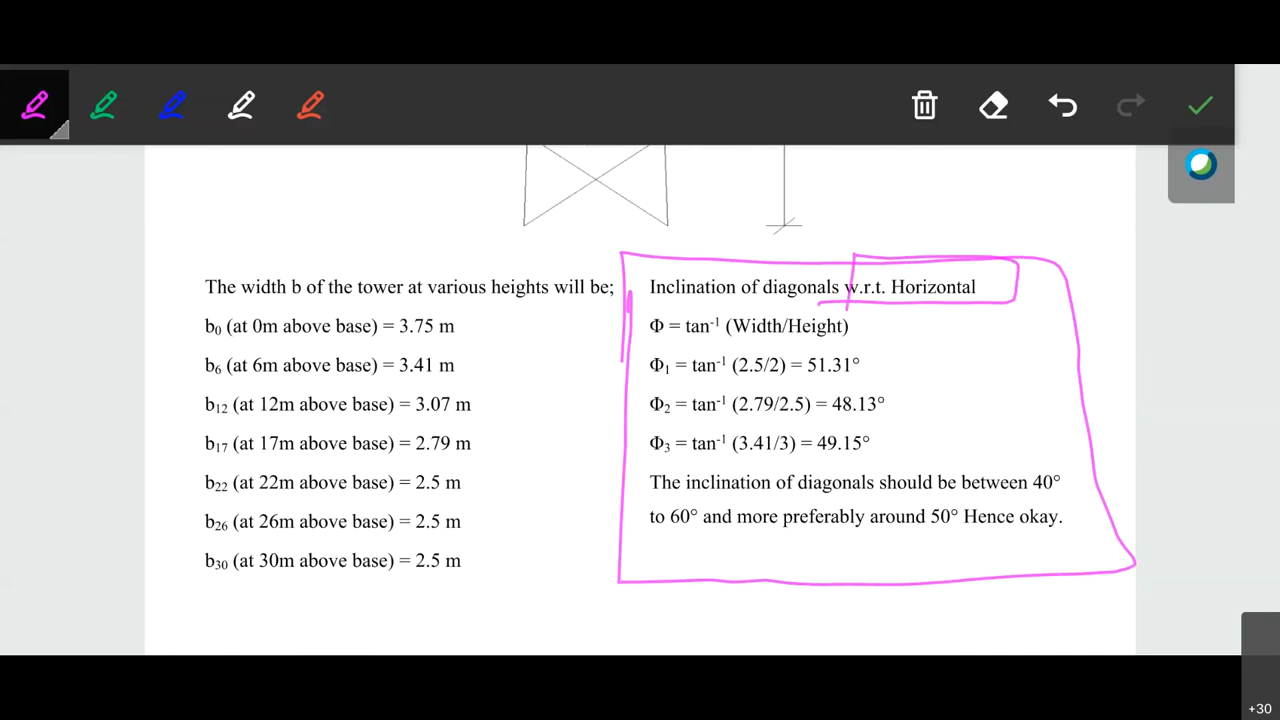 The width b of the tower at various heights will be;
b₀ (at 0m above base) = 3.75 m
b₆ (at 6m above base) = 3.41 m
b₁₂ (at 12m above base) = 3.07 m
b₁₇ (at 17m above base) = 2.79 m
b₂₂ (at 22m above base) = 2.5 m
b₂₆ (at 26m above base) = 2.5 m
b₃₀ (at 30m above base) = 2.5 m
Inclination of diagonals w.r.t. Horizontal
Φ = tan⁻¹ (Width/Height)
Φ₁ = tan⁻¹ (2.5/2) = 51.31°
Φ₂ = tan⁻¹ (2.79/2.5) = 48.13°
Φ₃ = tan⁻¹ (3.41/3) = 49.15°
The inclination of diagonals should be between 40°
to 60° and more preferably around 50° Hence okay.
+30